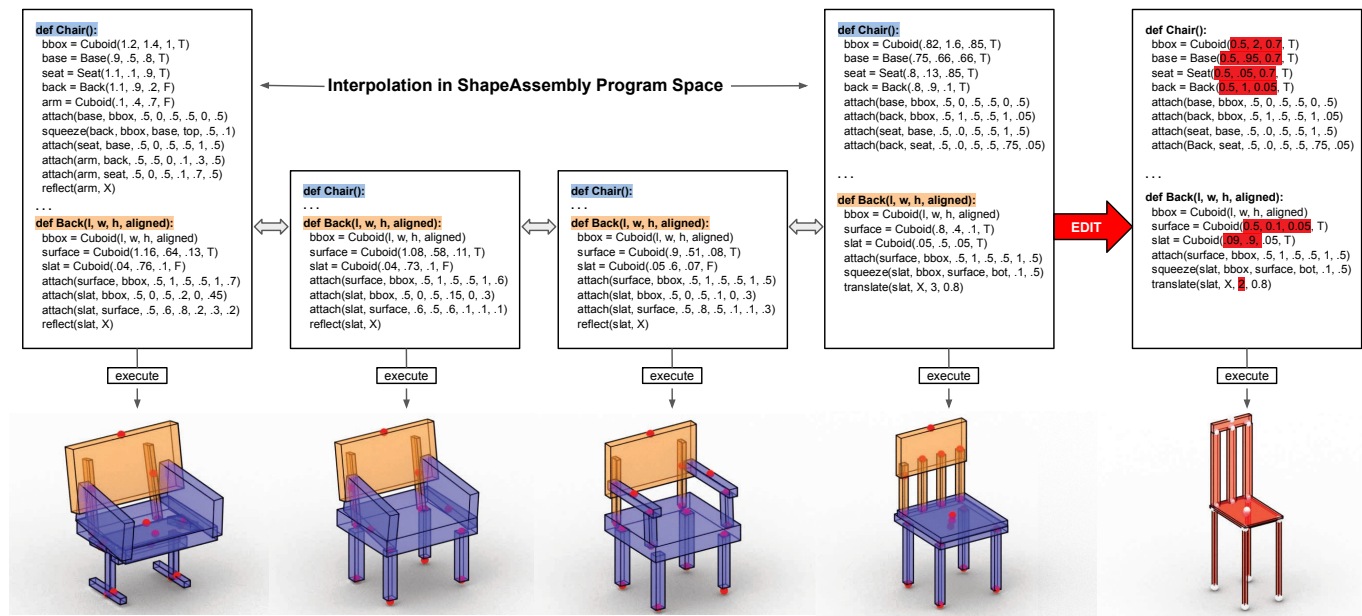 def Chair():
bbox = Cuboid(1.2, 1.4, 1, T)
base = Base(.9, .5, .8, T)
seat = Seat(1.1, .1, .9, T)
back = Back(1.1, .9, .2, F)
arm = Cuboid(.1, .4, .7, F)
attach(base, bbox, .5, 0, .5, .5, 0, .5)
squeeze(back, bbox, base, top, .5, .1)
attach(seat, base, .5, 0, .5, .5, 1, .5)
attach(arm, back, .5, .5, 0, .1, .3, .5)
attach(arm, seat, .5, 0, .5, .1, .7, .5)
reflect(arm, X)
. . .
def Back(l, w, h, aligned):
bbox = Cuboid(l, w, h, aligned)
surface = Cuboid(1.16, .64, .13, T)
slat = Cuboid(.04, .76, .1, F)
attach(surface, bbox, .5, 1, .5, .5, 1, .7)
attach(slat, bbox, .5, 0, .5, .2, 0, .45)
attach(slat, surface, .5, .6, .8, .2, .3, .2)
reflect(slat, X)
execute
Interpolation in ShapeAssembly Program Space
def Chair():
. . .
def Back(l, w, h, aligned):
bbox = Cuboid(l, w, h, aligned)
surface = Cuboid(1.08, .58, .11, T)
slat = Cuboid(.04, .73, .1, F)
attach(surface, bbox, .5, 1, .5, .5, 1, .6)
attach(slat, bbox, .5, 0, .5, .15, 0, .3)
attach(slat, surface, .6, .5, .6, .1, .1, .1)
reflect(slat, X)
execute
def Chair():
...
def Back(l, w, h, aligned):
bbox = Cuboid(l, w, h, aligned)
surface = Cuboid(.9, .51, .08, T)
slat = Cuboid(.05 .6, .07, F)
attach(surface, bbox, .5, 1, .5, .5, 1, .5)
attach(slat, bbox, .5, 0, .5, .1, 0, .3)
attach(slat, surface, .5, .8, .5, .1, .1, .3)
reflect(slat, X)
execute
def Chair():
bbox = Cuboid(.82, 1.6, .85, T)
base = Base(.75, .66, .66, T)
seat = Seat(.8, .13, .85, T)
back = Back(.8, .9, .1, T)
attach(base, bbox, .5, 0, .5, .5, 0, .5)
attach(back, bbox, .5, 1, .5, .5, 1, .05)
attach(seat, base, .5, .0, .5, .5, 1, .5)
attach(back, seat, .5, .0, .5, .5, .75, .05)
. . .
def Back(l, w, h, aligned):
bbox = Cuboid(l, w, h, aligned)
surface = Cuboid(.8, .4, .1, T)
slat = Cuboid(.05, .5, .05, T)
attach(surface, bbox, .5, 1, .5, .5, 1, .5)
squeeze(slat, bbox, surface, bot, .1, .5)
translate(slat, X, 3, 0.8)
execute
EDIT
def Chair():
bbox = Cuboid(0.5, 2, 0.7, T)
base = Base(0.5, .95, 0.7, T)
seat = Seat(0.5, .05, 0.7, T)
back = Back(0.5, 1, 0.05, T)
attach(base, bbox, .5, 0, .5, .5, 0, .5)
attach(back, bbox, .5, 1, .5, .5, 1, .05)
attach(seat, base, .5, .0, .5, .5, 1, .5)
attach(Back, seat, .5, .0, .5, .5, .75, .05)
. . .
def Back(l, w, h, aligned):
bbox = Cuboid(l, w, h, aligned)
surface = Cuboid(0.5, 0.1, 0.05, T)
slat = Cuboid(.09, .9, .05, T)
attach(surface, bbox, .5, 1, .5, .5, 1, .5)
squeeze(slat, bbox, surface, bot, .1, .5)
translate(slat, X, 2, 0.8)
execute